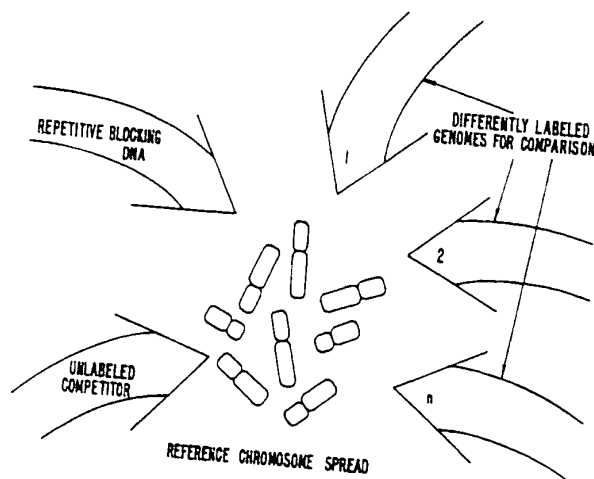 REPETITIVE BLOCKING
DNA
1
DIFFERENTLY LABELED
GENOMES FOR COMPARISON
2
UNLABELED
COMPETITOR
n
REFERENCE CHROMOSOME SPREAD